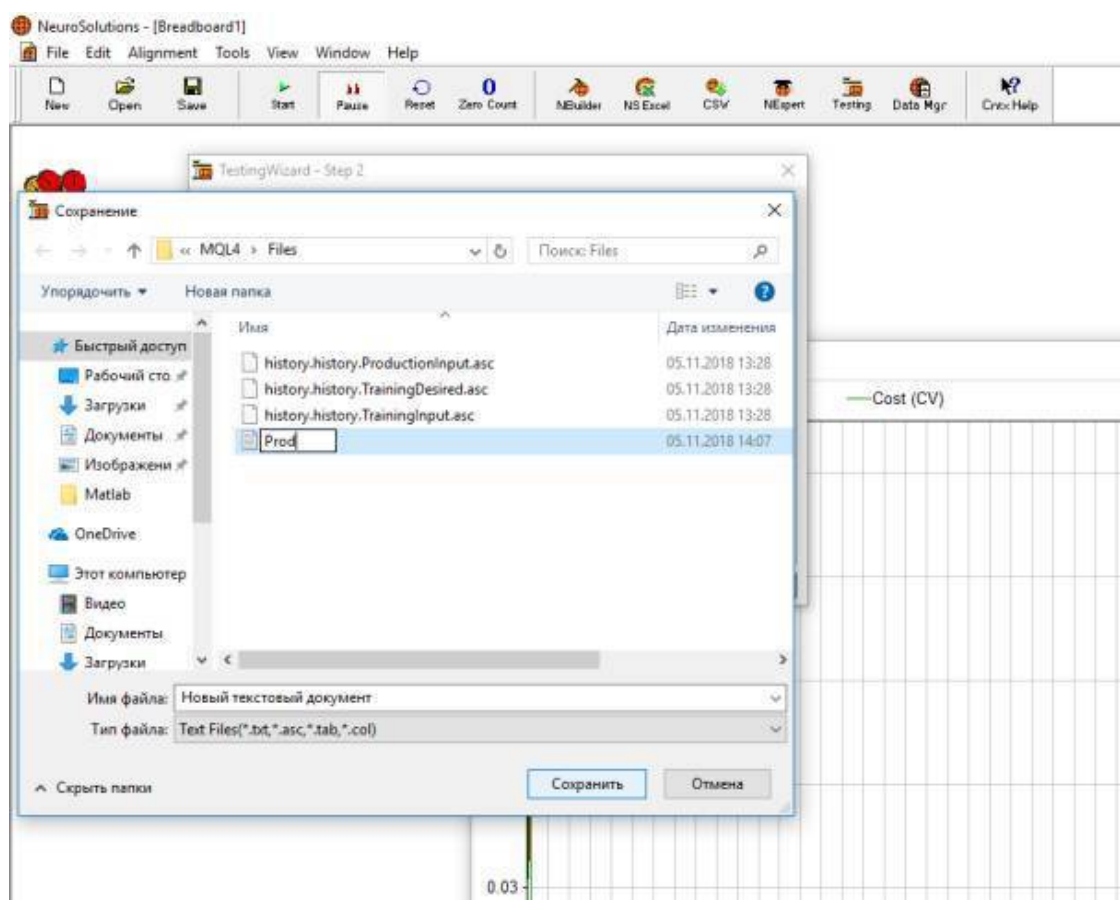 NeuroSolutions - [Breadboard1]
File Edit Alignment Tools View Window Help
New Open Save Start Pause Reset Zero Count NBuilder NS Excel CSV NExpert Testing Data Mgr Cntx Help
TestingWizard - Step 2
Сохранение
« MQL4 > Files
Поиск: Files
Упорядочить Новая папка
Имя Дата изменения
Быстрый доступ
Рабочий сто
Загрузки
Документы
Изображени
Matlab
OneDrive
Этот компьютер
Видео
Документы
Загрузки
history.history.ProductionInput.asc 05.11.2018 13:28
history.history.TrainingDesired.asc 05.11.2018 13:28
history.history.TrainingInput.asc 05.11.2018 13:28
Prod 05.11.2018 14:07
Имя файла: Новый текстовый документ
Тип файла: Text Files(*.txt,*.asc,*.tab,*.col)
Скрыть папки Сохранить Отмена
Cost (CV)
0.03